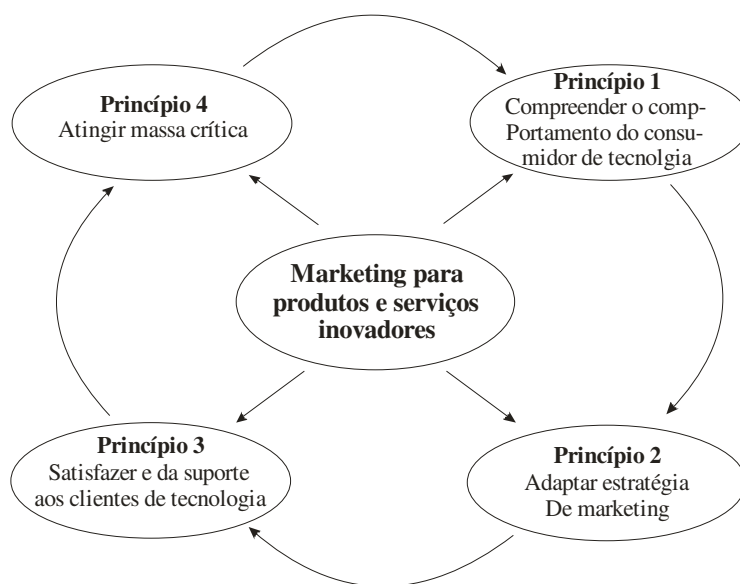 Princípio 4
Atingir massa crítica
Princípio 1
Compreender o comp-
Portamento do consu-
midor de tecnolgia
Marketing para
produtos e serviços
inovadores
Princípio 3
Satisfazer e da suporte
aos clientes de tecnologia
Princípio 2
Adaptar estratégia
De marketing